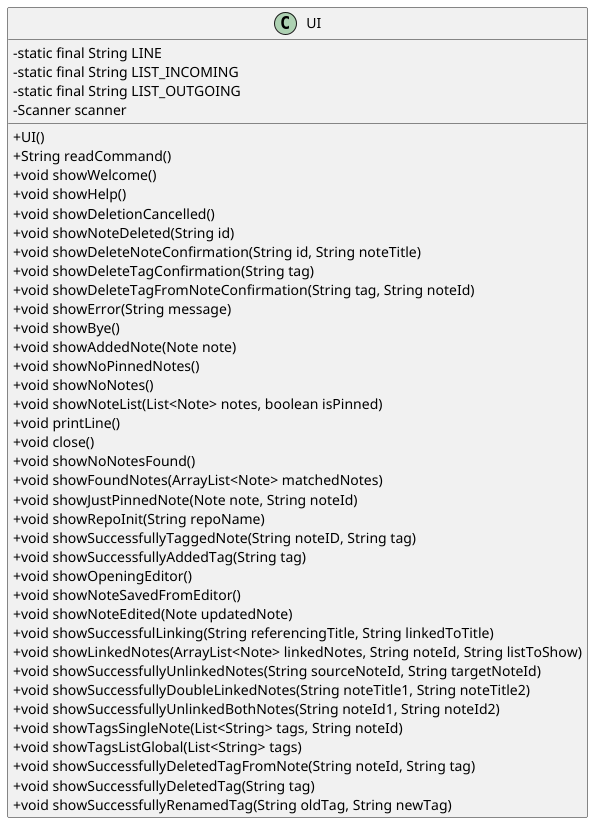 C UI
-static final String LINE
-static final String LIST_INCOMING
-static final String LIST_OUTGOING
-Scanner scanner
+UI()
+String readCommand()
+void showWelcome()
+void showHelp()
+void showDeletionCancelled()
+void showNoteDeleted(String id)
+void showDeleteNoteConfirmation(String id, String noteTitle)
+void showDeleteTagConfirmation(String tag)
+void showDeleteTagFromNoteConfirmation(String tag, String noteId)
+void showError(String message)
+void showBye()
+void showAddedNote(Note note)
+void showNoPinnedNotes()
+void showNoNotes()
+void showNoteList(List<Note> notes, boolean isPinned)
+void printLine()
+void close()
+void showNoNotesFound()
+void showFoundNotes(ArrayList<Note> matchedNotes)
+void showJustPinnedNote(Note note, String noteId)
+void showRepoInit(String repoName)
+void showSuccessfullyTaggedNote(String noteID, String tag)
+void showSuccessfullyAddedTag(String tag)
+void showOpeningEditor()
+void showNoteSavedFromEditor()
+void showNoteEdited(Note updatedNote)
+void showSuccessfulLinking(String referencingTitle, String linkedToTitle)
+void showLinkedNotes(ArrayList<Note> linkedNotes, String noteId, String listToShow)
+void showSuccessfullyUnlinkedNotes(String sourceNoteId, String targetNoteId)
+void showSuccessfullyDoubleLinkedNotes(String noteTitle1, String noteTitle2)
+void showSuccessfullyUnlinkedBothNotes(String noteId1, String noteId2)
+void showTagsSingleNote(List<String> tags, String noteId)
+void showTagsListGlobal(List<String> tags)
+void showSuccessfullyDeletedTagFromNote(String noteId, String tag)
+void showSuccessfullyDeletedTag(String tag)
+void showSuccessfullyRenamedTag(String oldTag, String newTag)